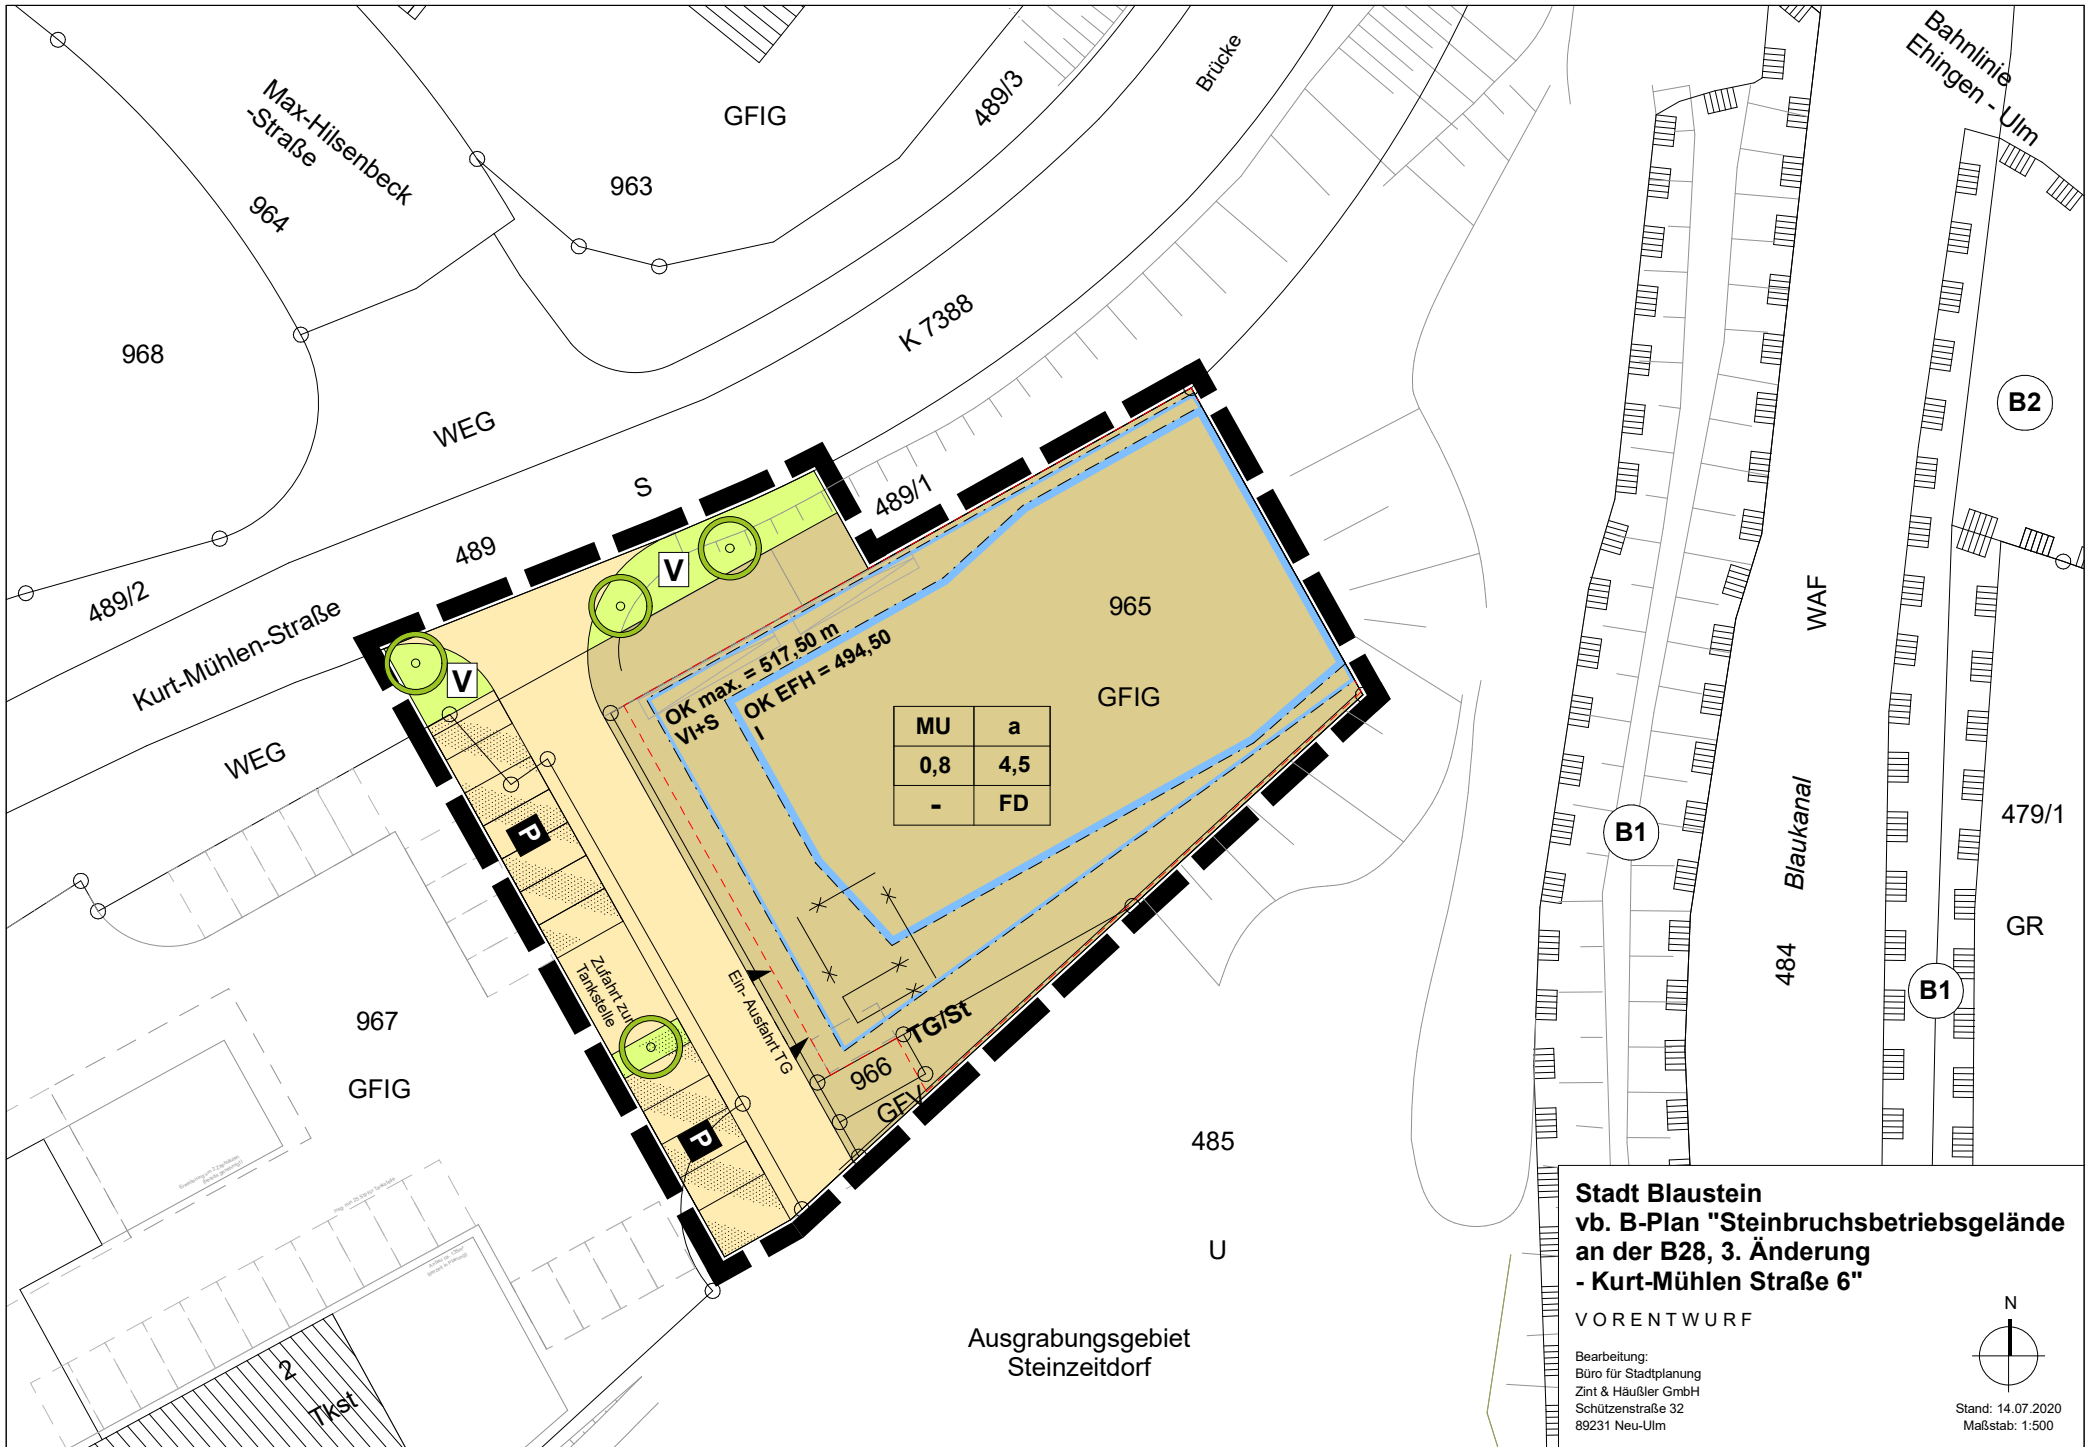 Max-Hilsenbeck
-Straße
964
968
GFIG
963
489/3
Brücke
Bahnlinie
Ehingen - Ulm
K 7388
WEG
S
489
489/1
489/2
Kurt-Mühlen-Straße
WEG
V
V
965
GFIG
OK max. = 517,50 m
VI+S
OK EFH = 494,50
I
MU a
0,8 4,5
- FD
P
P
Zufahrt zur
Tankstelle
Ein- Ausfahrt TG
TG/St
966
GFV
967
GFIG
2
Tkst
485
U
Ausgrabungsgebiet
Steinzeitdorf
B2
B1
B1
WAF
Blaukanal
484
479/1
GR
Stadt Blaustein
vb. B-Plan "Steinbruchsbetriebsgelände
an der B28, 3. Änderung
- Kurt-Mühlen Straße 6"
VORENTWURF
Bearbeitung:
Büro für Stadtplanung
Zint & Häußler GmbH
Schützenstraße 32
89231 Neu-Ulm
N
Stand: 14.07.2020
Maßstab: 1:500